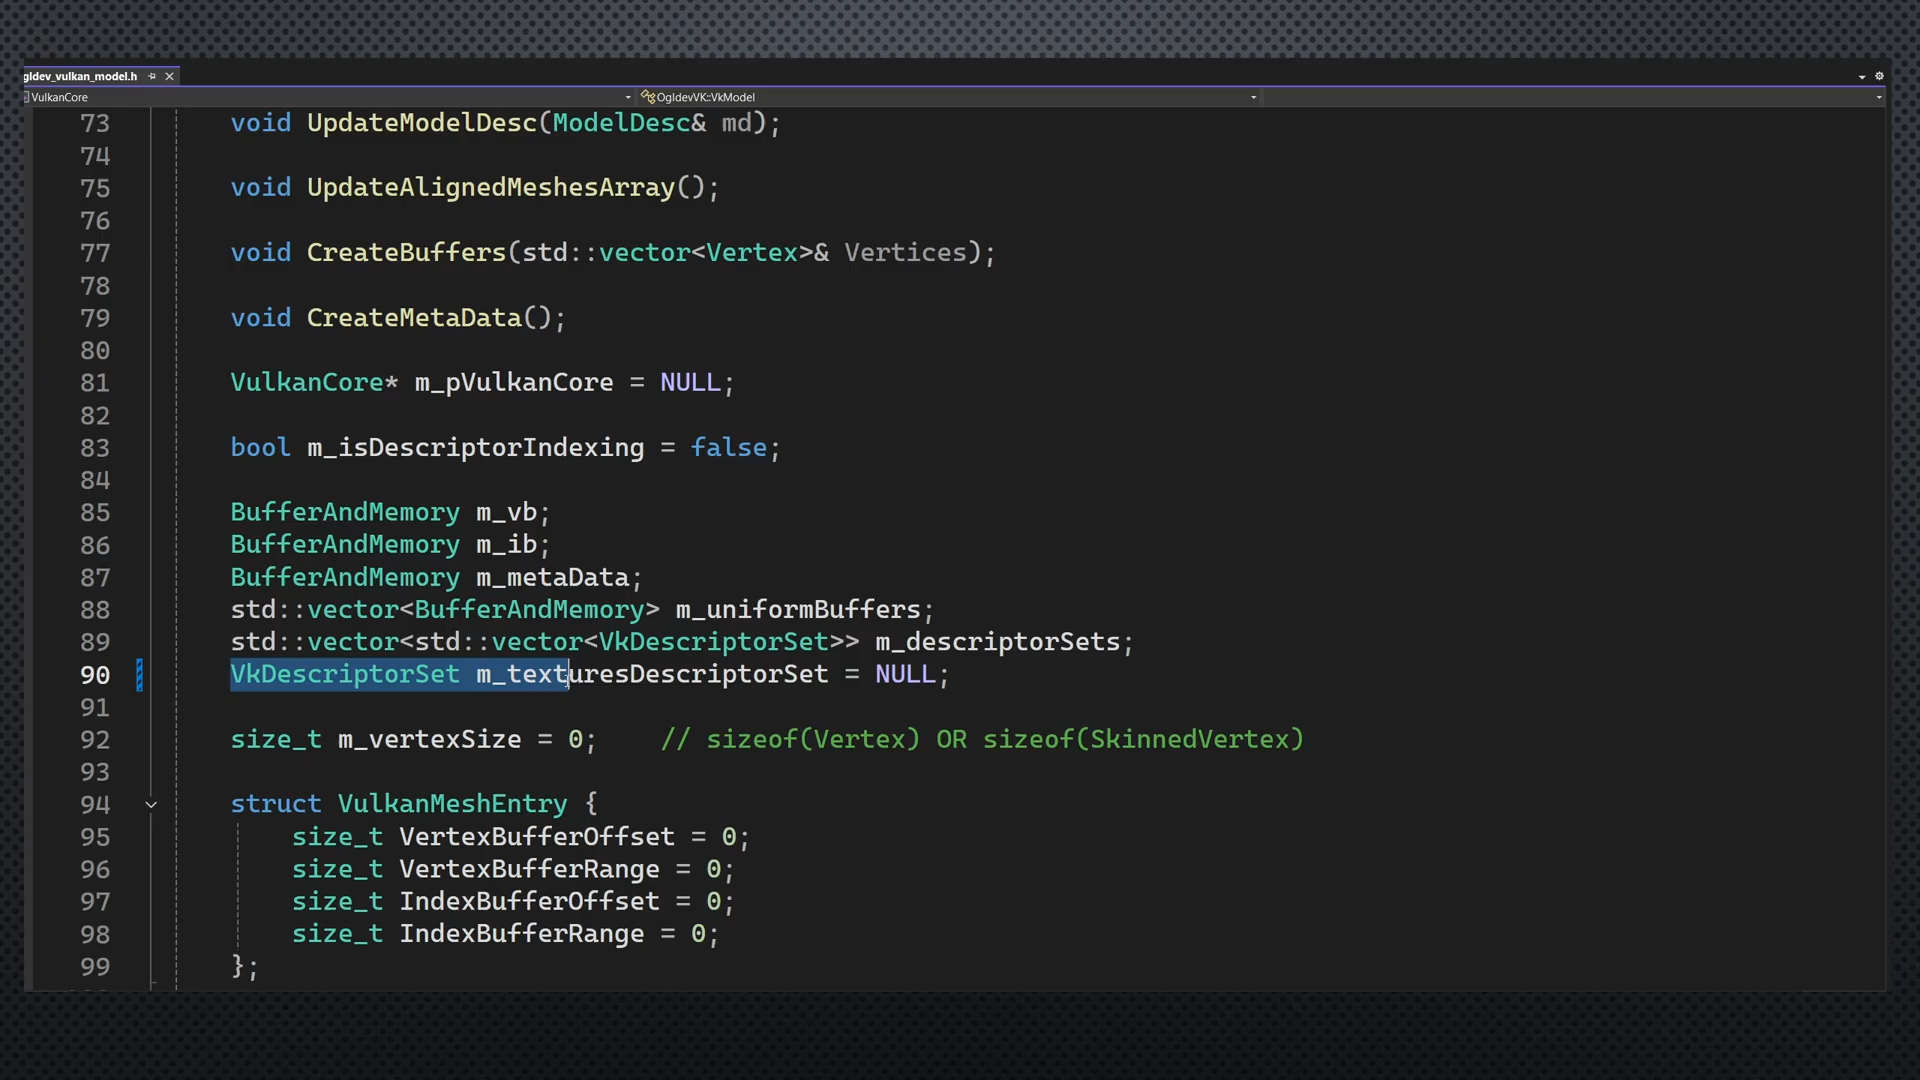 gldev_vulkan_model.h
VulkanCore
OgldevVK::VkModel
73 void UpdateModelDesc(ModelDesc& md);
74
75 void UpdateAlignedMeshesArray();
76
77 void CreateBuffers(std::vector<Vertex>& Vertices);
78
79 void CreateMetaData();
80
81 VulkanCore* m_pVulkanCore = NULL;
82
83 bool m_isDescriptorIndexing = false;
84
85 BufferAndMemory m_vb;
86 BufferAndMemory m_ib;
87 BufferAndMemory m_metaData;
88 std::vector<BufferAndMemory> m_uniformBuffers;
89 std::vector<std::vector<VkDescriptorSet>> m_descriptorSets;
90 VkDescriptorSet m_texturesDescriptorSet = NULL;
91
92 size_t m_vertexSize = 0; // sizeof(Vertex) OR sizeof(SkinnedVertex)
93
94 struct VulkanMeshEntry {
95 size_t VertexBufferOffset = 0;
96 size_t VertexBufferRange = 0;
97 size_t IndexBufferOffset = 0;
98 size_t IndexBufferRange = 0;
99 };